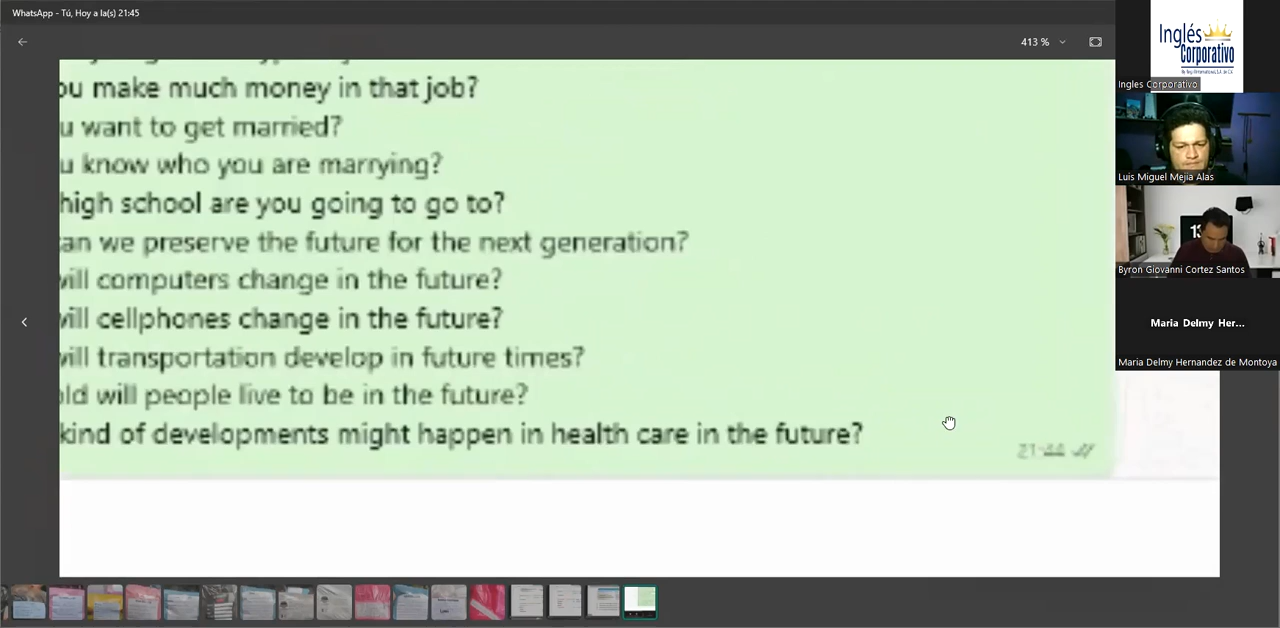 WhatsApp - Tú, Hoy a la(s) 21:45
413 %
ou make much money in that job?
u want to get married?
u know who you are marrying?
high school are you going to go to?
an we preserve the future for the next generation?
will computers change in the future?
will cellphones change in the future?
will transportation develop in future times?
old will people live to be in the future?
kind of developments might happen in health care in the future?
21:44
Inglés
Corporativo
Ingles Corporativo
Luis Miguel Mejia Alas
13
Byron Giovanni Cortez Santos
Maria Delmy Her...
Maria Delmy Hernandez de Montoya